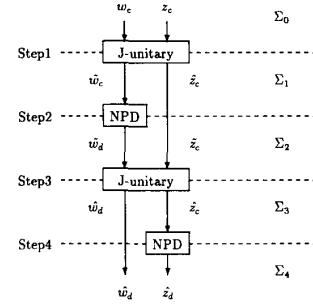 w_c z_c Σ_0
Step1 J-unitary
w̃_c z̃_c Σ_1
Step2 NPD
w̃_d z̃_c Σ_2
Step3 J-unitary
ŵ_d ẑ_c Σ_3
Step4 NPD
Σ_4
ŵ_d ẑ_d